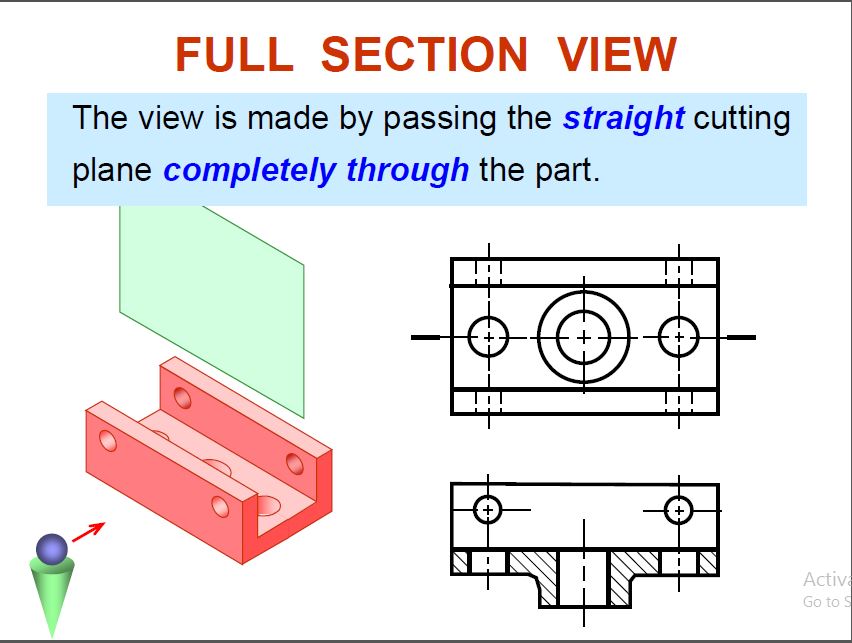 FULL SECTION VIEW
The view is made by passing the straight cutting
plane completely through the part.
Activa
Go to S